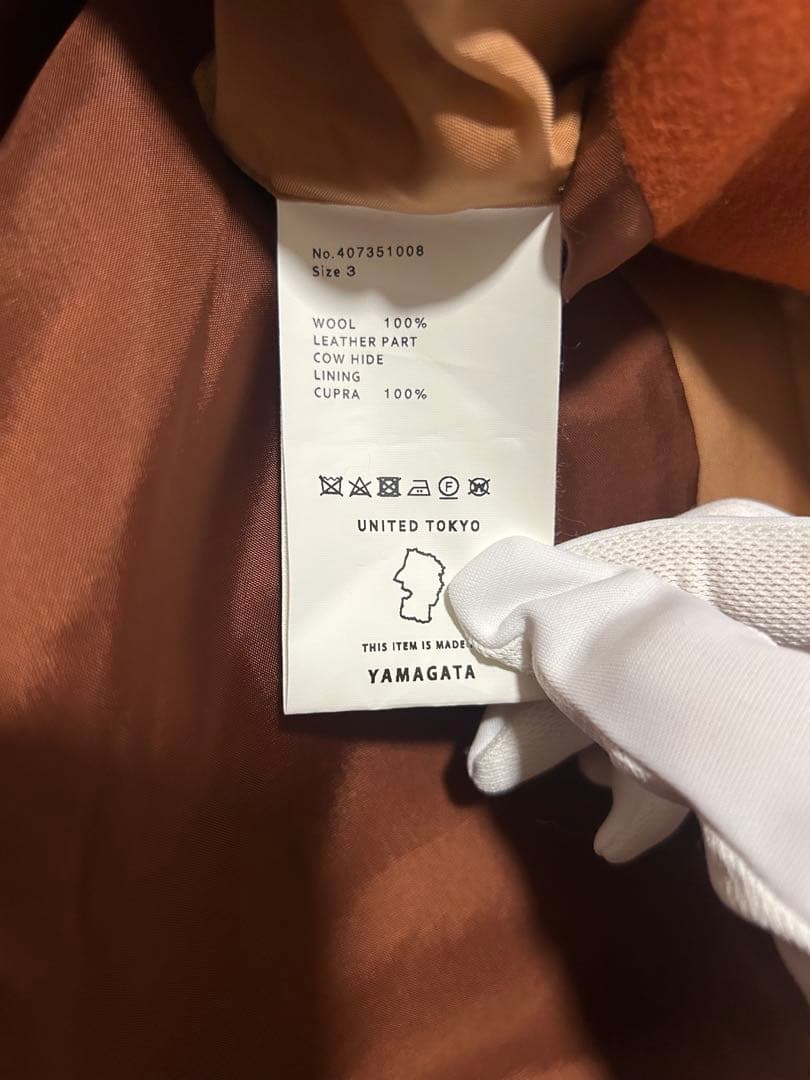 No.407351008
Size 3
WOOL 100%
LEATHER PART
COW HIDE
LINING
CUPRA 100%
F W
UNITED TOKYO
THIS ITEM IS MADE
YAMAGATA